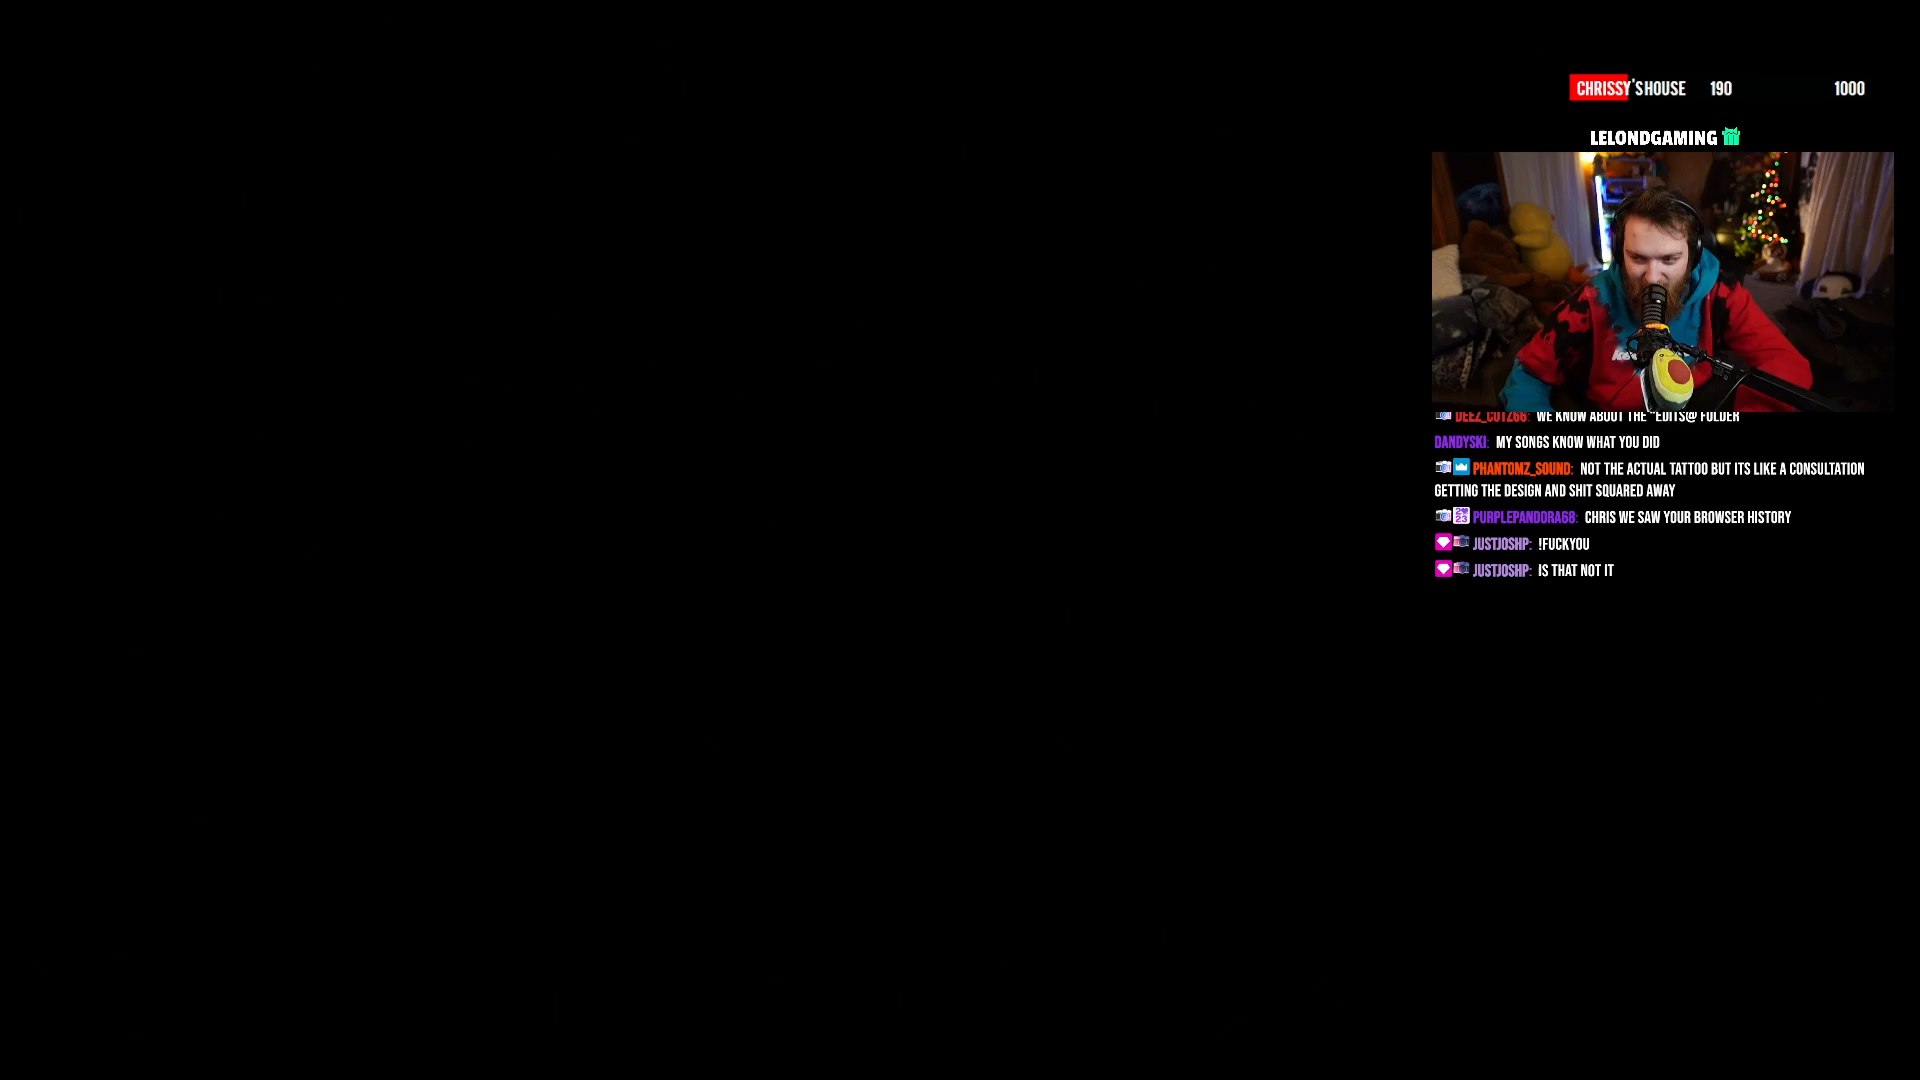 CHRISSY'S HOUSE 190 1000
LELONDGAMING
DEEZ_CUTZ66: WE KNOW ABOUT THE "EDITS@ FOLDER
DANDYSKI: MY SONGS KNOW WHAT YOU DID
PHANTOMZ_SOUND: NOT THE ACTUAL TATTOO BUT ITS LIKE A CONSULTATION
GETTING THE DESIGN AND SHIT SQUARED AWAY
PURPLEPANDORA68: CHRIS WE SAW YOUR BROWSER HISTORY
JUSTJOSHP: !FUCKYOU
JUSTJOSHP: IS THAT NOT IT